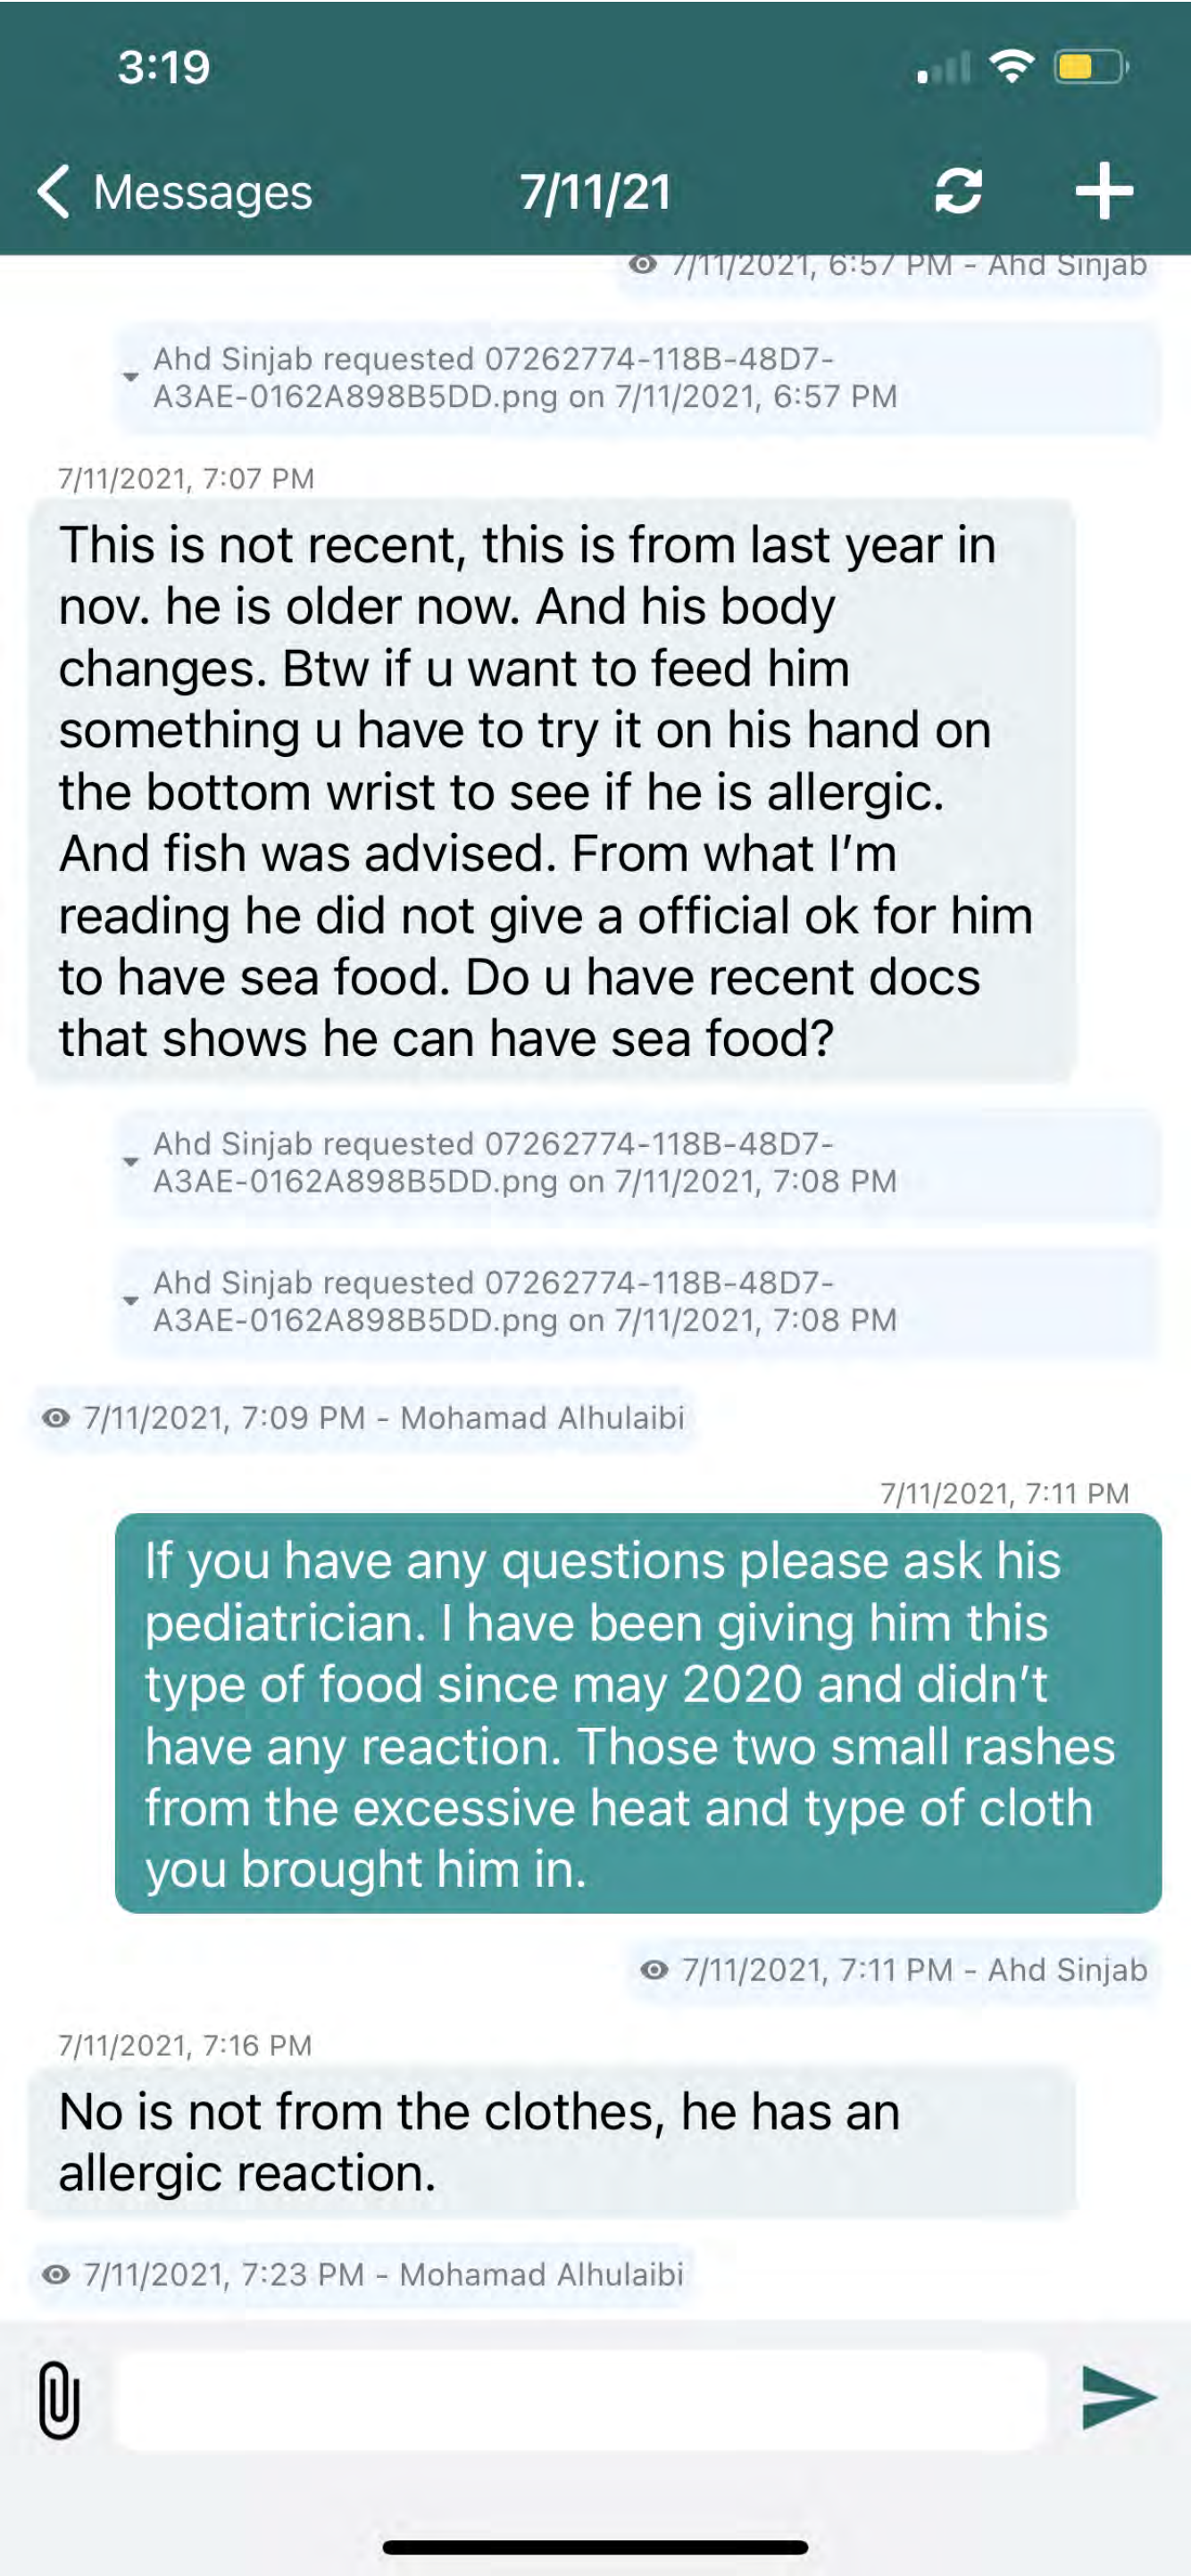 3:19
Messages 7/11/21
7/11/2021, 6:57 PM - Ahd Sinjab
Ahd Sinjab requested 07262774-118B-48D7-
A3AE-0162A898B5DD.png on 7/11/2021, 6:57 PM
7/11/2021, 7:07 PM
This is not recent, this is from last year in
nov. he is older now. And his body
changes. Btw if u want to feed him
something u have to try it on his hand on
the bottom wrist to see if he is allergic.
And fish was advised. From what I'm
reading he did not give a official ok for him
to have sea food. Do u have recent docs
that shows he can have sea food?
Ahd Sinjab requested 07262774-118B-48D7-
A3AE-0162A898B5DD.png on 7/11/2021, 7:08 PM
Ahd Sinjab requested 07262774-118B-48D7-
A3AE-0162A898B5DD.png on 7/11/2021, 7:08 PM
7/11/2021, 7:09 PM - Mohamad Alhulaibi
7/11/2021, 7:11 PM
If you have any questions please ask his
pediatrician. I have been giving him this
type of food since may 2020 and didn't
have any reaction. Those two small rashes
from the excessive heat and type of cloth
you brought him in.
7/11/2021, 7:11 PM - Ahd Sinjab
7/11/2021, 7:16 PM
No is not from the clothes, he has an
allergic reaction.
7/11/2021, 7:23 PM - Mohamad Alhulaibi